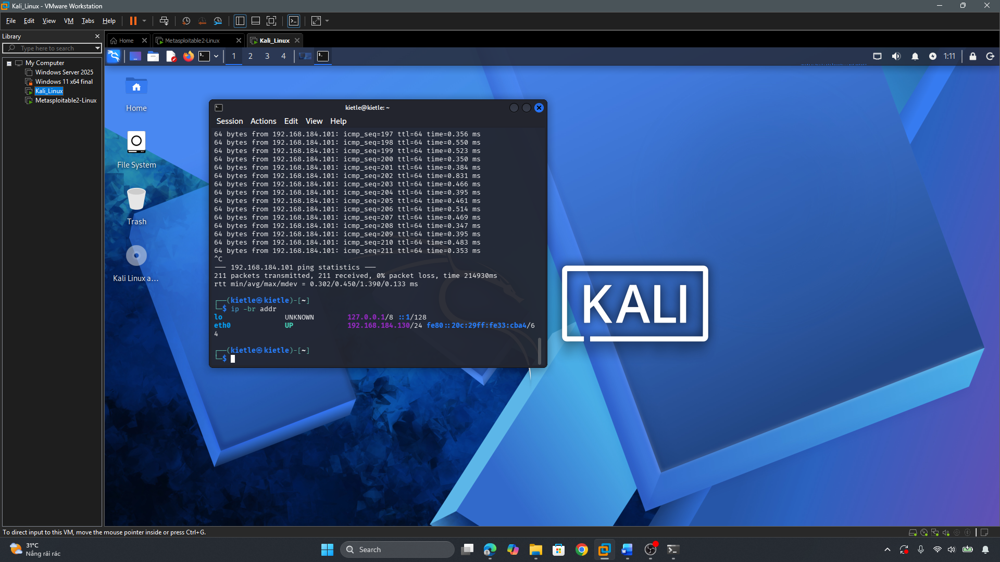 Kali_Linux - VMware Workstation
File Edit View VM Tabs Help
Library
Type here to search
My Computer
Windows Server 2025
Windows 11 x64 final
Kali_Linux
Metasploitable2-Linux
Home Metasploitable2-Linux Kali_Linux
1 2 3 4 1:11
Home
File System
Trash
Kali Linux a...
kietle@kietle: ~
Session Actions Edit View Help
64 bytes from 192.168.184.101: icmp_seq=197 ttl=64 time=0.356 ms
64 bytes from 192.168.184.101: icmp_seq=198 ttl=64 time=0.550 ms
64 bytes from 192.168.184.101: icmp_seq=199 ttl=64 time=0.523 ms
64 bytes from 192.168.184.101: icmp_seq=200 ttl=64 time=0.350 ms
64 bytes from 192.168.184.101: icmp_seq=201 ttl=64 time=0.384 ms
64 bytes from 192.168.184.101: icmp_seq=202 ttl=64 time=0.831 ms
64 bytes from 192.168.184.101: icmp_seq=203 ttl=64 time=0.466 ms
64 bytes from 192.168.184.101: icmp_seq=204 ttl=64 time=0.395 ms
64 bytes from 192.168.184.101: icmp_seq=205 ttl=64 time=0.461 ms
64 bytes from 192.168.184.101: icmp_seq=206 ttl=64 time=0.514 ms
64 bytes from 192.168.184.101: icmp_seq=207 ttl=64 time=0.469 ms
64 bytes from 192.168.184.101: icmp_seq=208 ttl=64 time=0.347 ms
64 bytes from 192.168.184.101: icmp_seq=209 ttl=64 time=0.395 ms
64 bytes from 192.168.184.101: icmp_seq=210 ttl=64 time=0.483 ms
64 bytes from 192.168.184.101: icmp_seq=211 ttl=64 time=0.353 ms
^C
--- 192.168.184.101 ping statistics ---
211 packets transmitted, 211 received, 0% packet loss, time 214930ms
rtt min/avg/max/mdev = 0.302/0.450/1.390/0.133 ms
┌──(kietle㉿kietle)-[~]
└─$ ip -br addr
lo UNKNOWN 127.0.0.1/8 ::1/128
eth0 UP 192.168.184.130/24 fe80::20c:29ff:fe33:cba4/6
4
┌──(kietle㉿kietle)-[~]
└─$
KALI
To direct input to this VM, move the mouse pointer inside or press Ctrl+G.
31°C
Nắng rải rác
Search